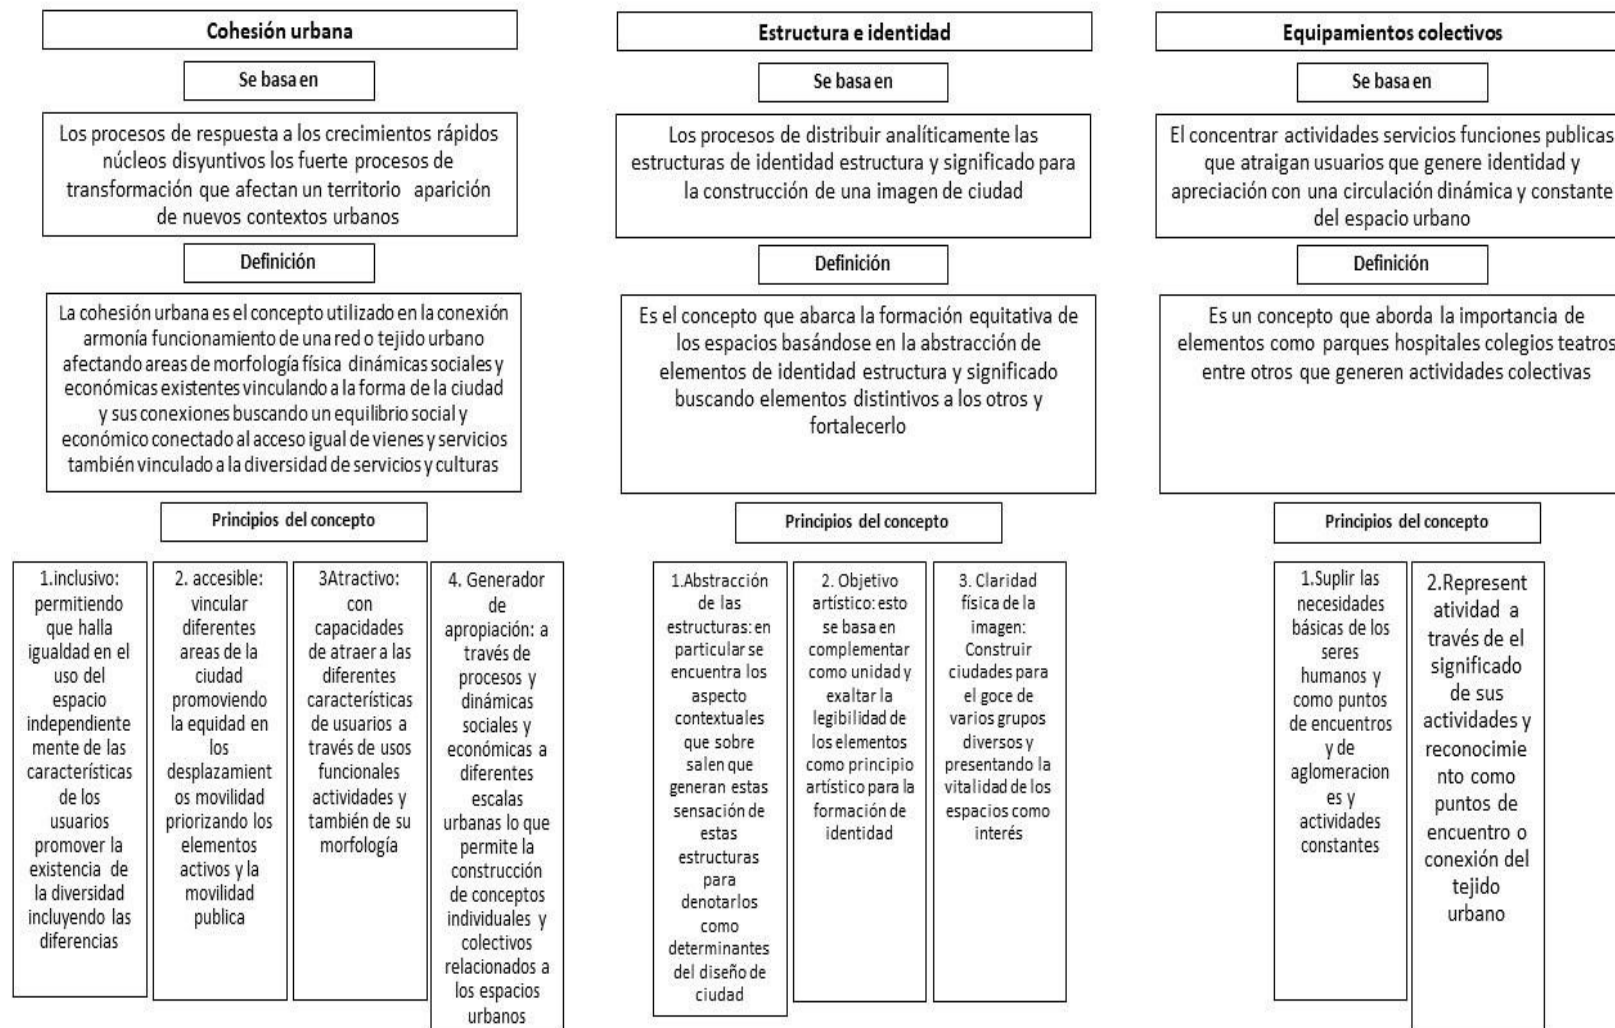 Cohesión urbana
Se basa en
Los procesos de respuesta a los crecimientos rápidos
núcleos disyuntivos los fuerte procesos de
transformación que afectan un territorio aparición
de nuevos contextos urbanos
Definición
La cohesión urbana es el concepto utilizado en la conexión
armonía funcionamiento de una red o tejido urbano
afectando areas de morfología física dinámicas sociales y
económicas existentes vinculando a la forma de la ciudad
y sus conexiones buscando un equilibrio social y
económico conectado al acceso igual de vienes y servicios
también vinculado a la diversidad de servicios y culturas
Principios del concepto
1.inclusivo:
permitiendo
que halla
igualdad en el
uso del
espacio
independiente
mente de las
características
de los
usuarios
promover la
existencia de
la diversidad
incluyendo las
diferencias
2. accesible:
vincular
diferentes
areas de la
ciudad
promoviendo
la equidad en
los
desplazamient
os movilidad
priorizando los
elementos
activos y la
movilidad
publica
3Atractivo:
con
capacidades
de atraer a las
diferentes
características
de usuarios a
través de usos
funcionales
actividades y
también de su
morfología
4. Generador
de
apropiación: a
través de
procesos y
dinámicas
sociales y
económicas a
diferentes
escalas
urbanas lo que
permite la
construcción
de conceptos
individuales y
colectivos
relacionados a
los espacios
urbanos
Estructura e identidad
Se basa en
Los procesos de distribuir analíticamente las
estructuras de identidad estructura y significado para
la construcción de una imagen de ciudad
Definición
Es el concepto que abarca la formación equitativa de
los espacios basándose en la abstracción de
elementos de identidad estructura y significado
buscando elementos distintivos a los otros y
fortalecerlo
Principios del concepto
1.Abstracción
de las
estructuras: en
particular se
encuentra los
aspecto
contextuales
que sobre
salen que
generan estas
sensación de
estas
estructuras
para
denotarlos
como
determinantes
del diseño de
ciudad
2. Objetivo
artístico: esto
se basa en
complementar
como unidad y
exaltar la
legibilidad de
los elementos
como principio
artístico para la
formación de
identidad
3. Claridad
física de la
imagen:
Construir
ciudades para
el goce de
varios grupos
diversos y
presentando la
vitalidad de los
espacios como
interés
Equipamientos colectivos
Se basa en
El concentrar actividades servicios funciones publicas
que atraigan usuarios que genere identidad y
apreciación con una circulación dinámica y constante
del espacio urbano
Definición
Es un concepto que aborda la importancia de
elementos como parques hospitales colegios teatros
entre otros que generen actividades colectivas
Principios del concepto
1.Suplir las
necesidades
básicas de los
seres
humanos y
como puntos
de encuentros
y de
aglomeracion
es y
actividades
constantes
2.Represent
atividad a
través de el
significado
de sus
actividades y
reconocimie
nto como
puntos de
encuentro o
conexión del
tejido
urbano